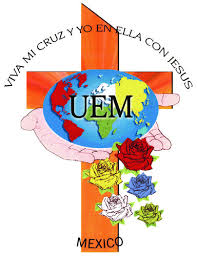 VIVA MI CRUZ Y YO EN ELLA CON JESUS
UEM
MEXICO